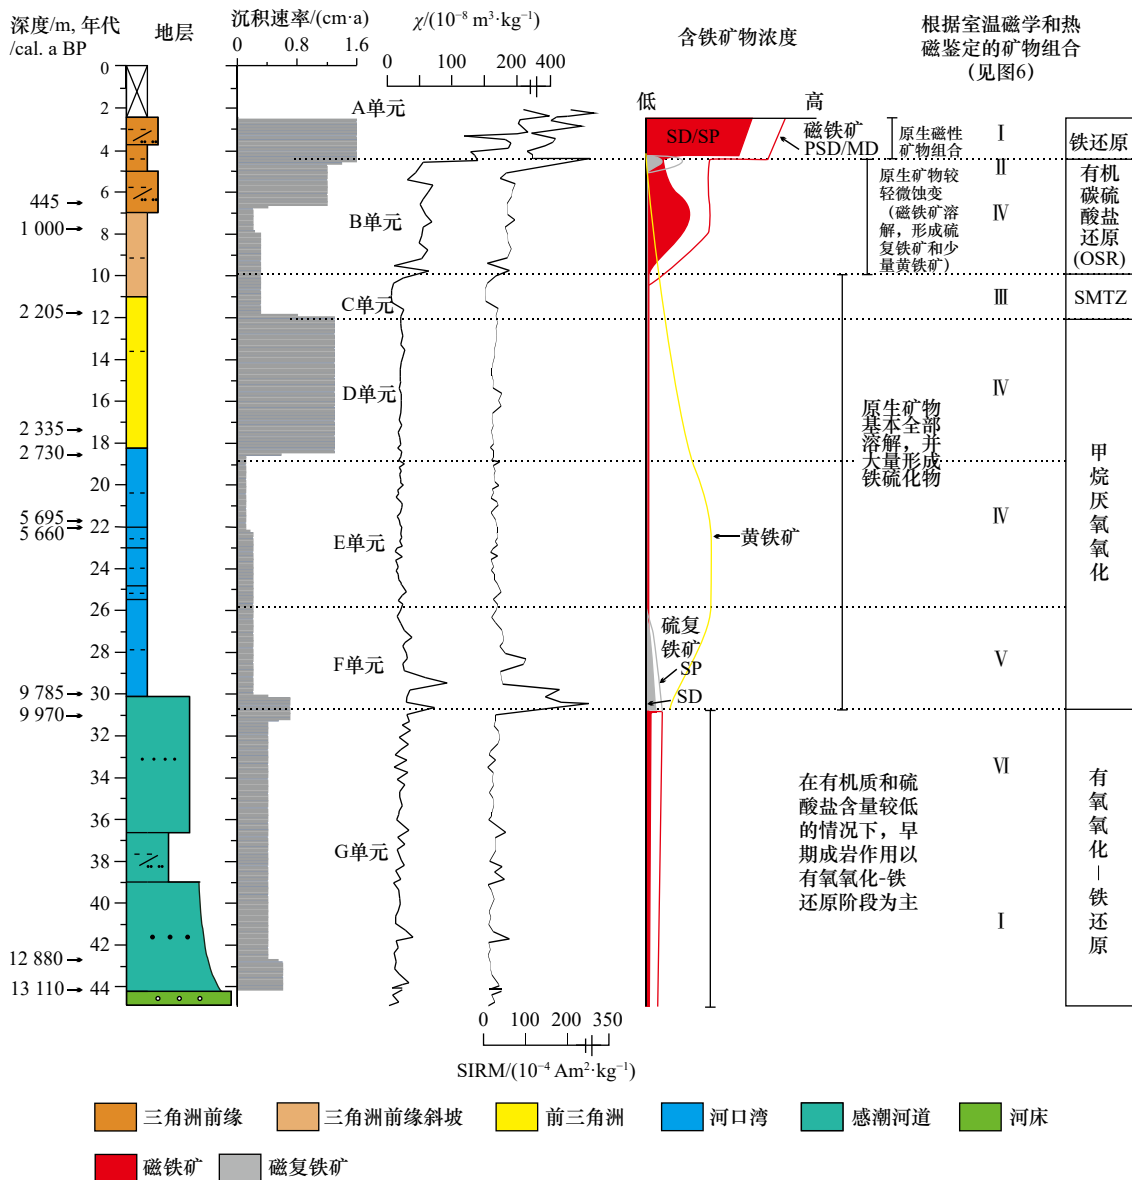 深度/m, 年代
/cal. a BP
地层
沉积速率/(cm·a)
0 0.8 1.6
χ/(10⁻⁸ m³·kg⁻¹)
0 100 200 400
含铁矿物浓度
低 高
根据室温磁学和热
磁鉴定的矿物组合
(见图6)
0
2
4
6
8
10
12
14
16
18
20
22
24
26
28
30
32
34
36
38
40
42
44
445
1 000
2 205
2 335
2 730
5 695
5 660
9 785
9 970
12 880
13 110
A单元
B单元
C单元
D单元
E单元
F单元
G单元
SD/SP
磁铁矿
PSD/MD
原生磁性
矿物组合
原生矿物较
轻微蚀变
(磁铁矿溶
解，形成硫
复铁矿和少
量黄铁矿)
原生矿物
基本全部
溶解，并
大量形成
铁硫化物
黄铁矿
硫复
铁矿
SP
SD
在有机质和硫
酸盐含量较低
的情况下，早
期成岩作用以
有氧氧化-铁
还原阶段为主
Ⅰ
Ⅱ
Ⅳ
Ⅲ
Ⅳ
Ⅳ
Ⅴ
Ⅵ
Ⅰ
铁还原
有机
碳硫
酸盐
还原
(OSR)
SMTZ
甲烷厌氧氧化
有氧氧化—铁还原
0 100 200 350
SIRM/(10⁻⁴ Am²·kg⁻¹)
三角洲前缘 三角洲前缘斜坡 前三角洲 河口湾 感潮河道 河床
磁铁矿 磁复铁矿